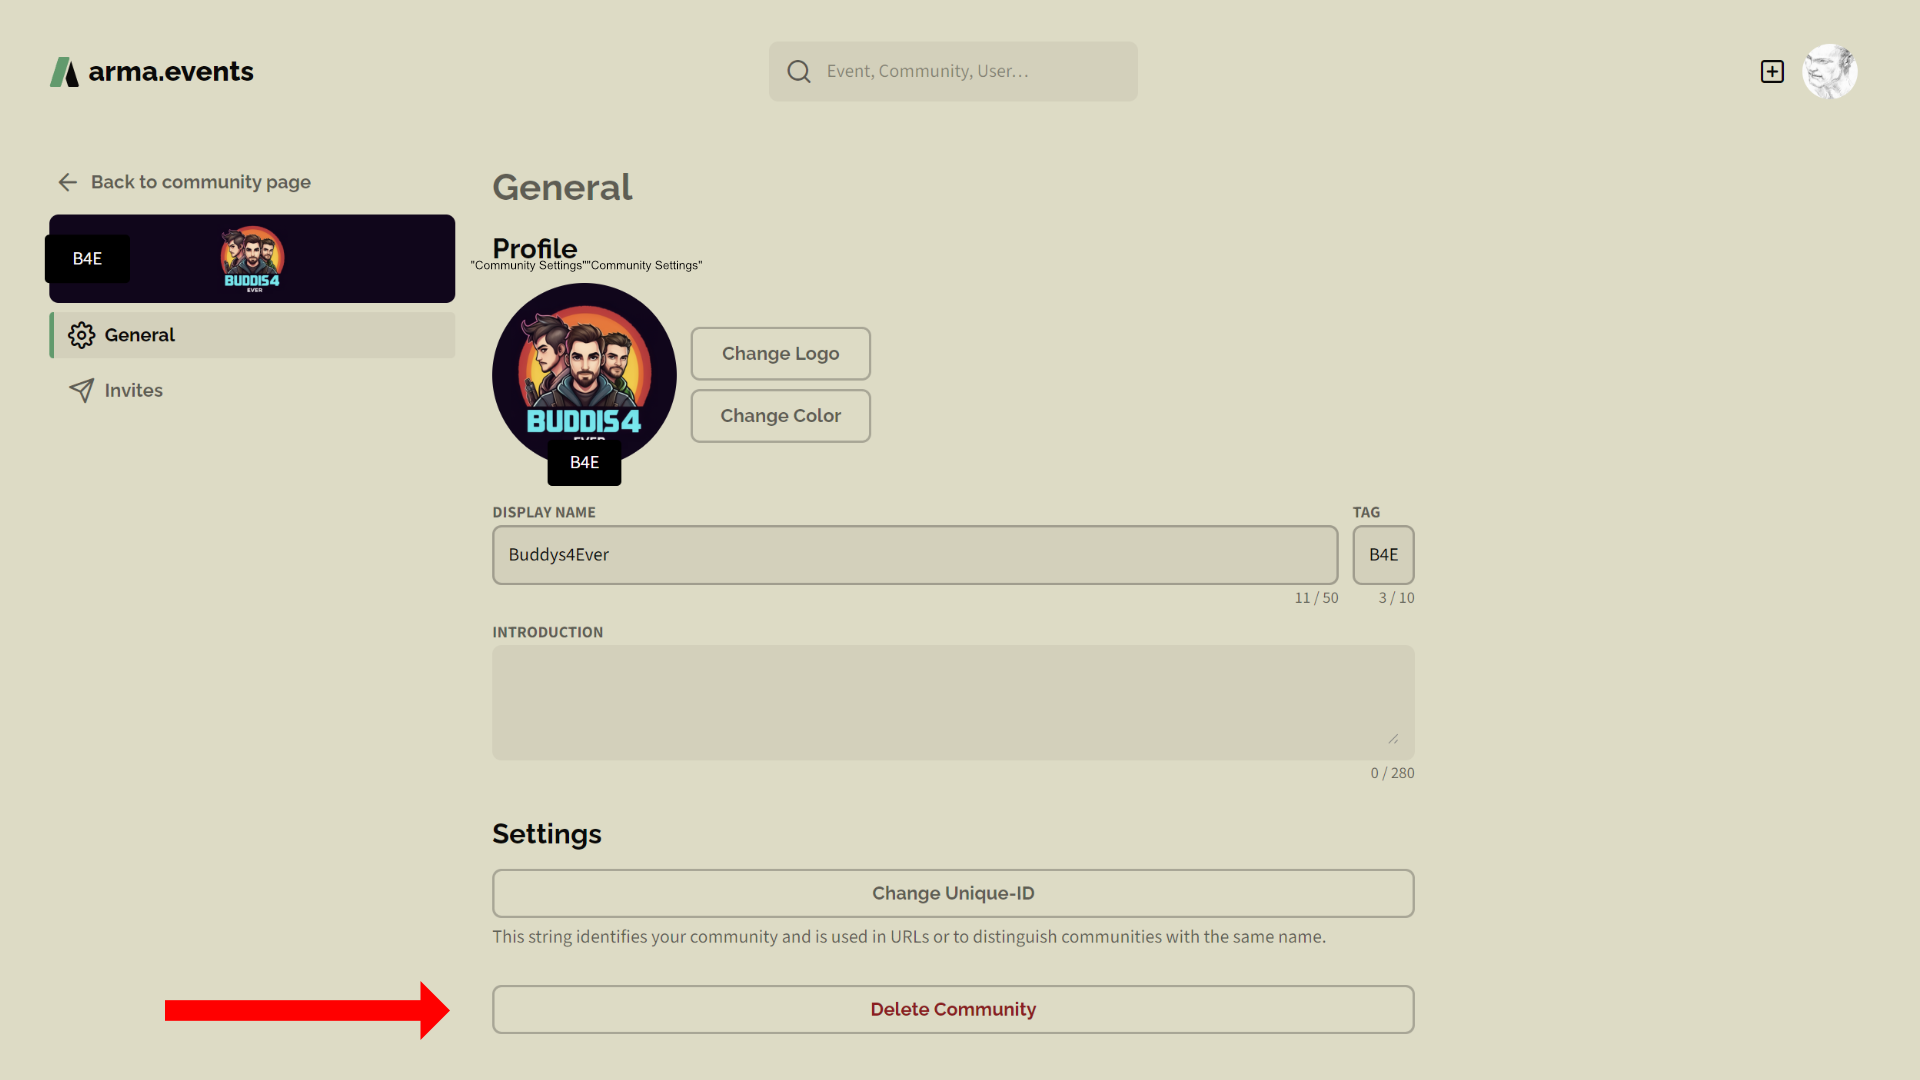 arma.events
Event, Community, User…
Back to community page
B4E
BUDDIS4
EVER
General
Invites
General
Profile
"Community Settings""Community Settings"
BUDDIS4
EVER
B4E
Change Logo
Change Color
DISPLAY NAME
TAG
Buddys4Ever
B4E
11 / 50
3 / 10
INTRODUCTION
0 / 280
Settings
Change Unique-ID
This string identifies your community and is used in URLs or to distinguish communities with the same name.
Delete Community